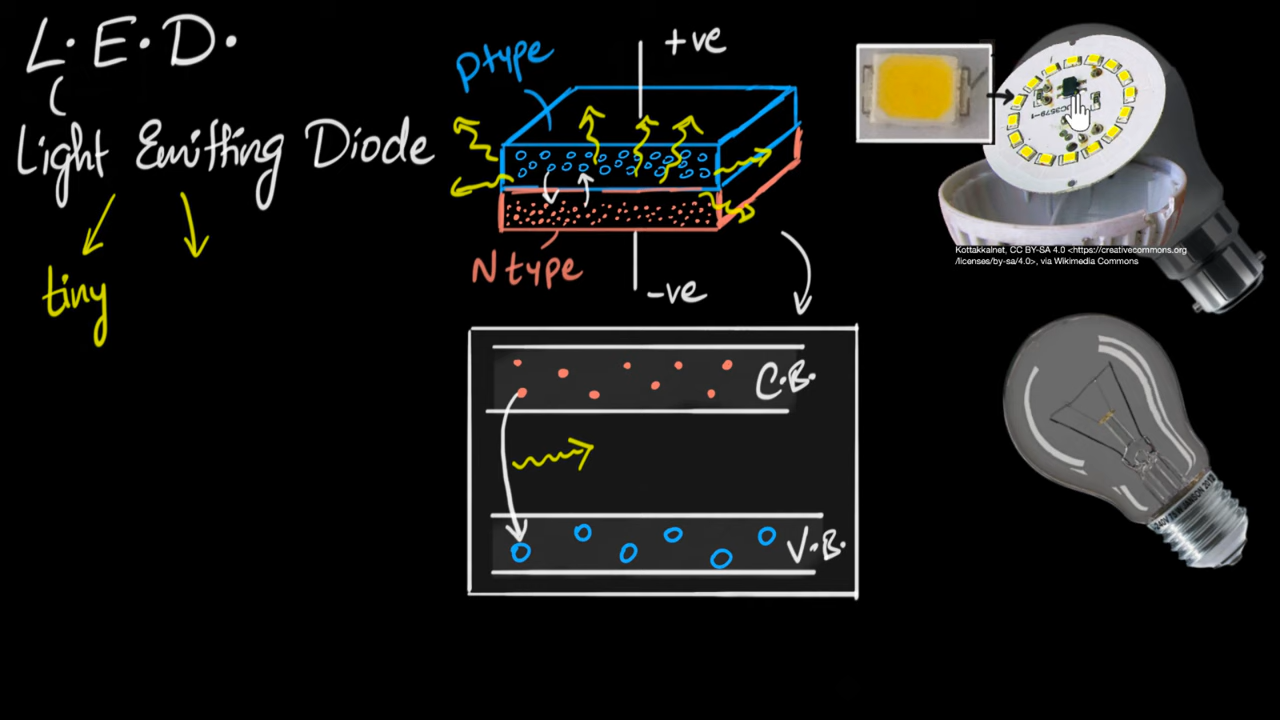 L.E.D.
Light Emitting Diode
tiny
P type
+ve
N type
-ve
C.B.
V.B.
Kottakkalnet, CC BY-SA 4.0 <https://creativecommons.org
/licenses/by-sa/4.0>, via Wikimedia Commons